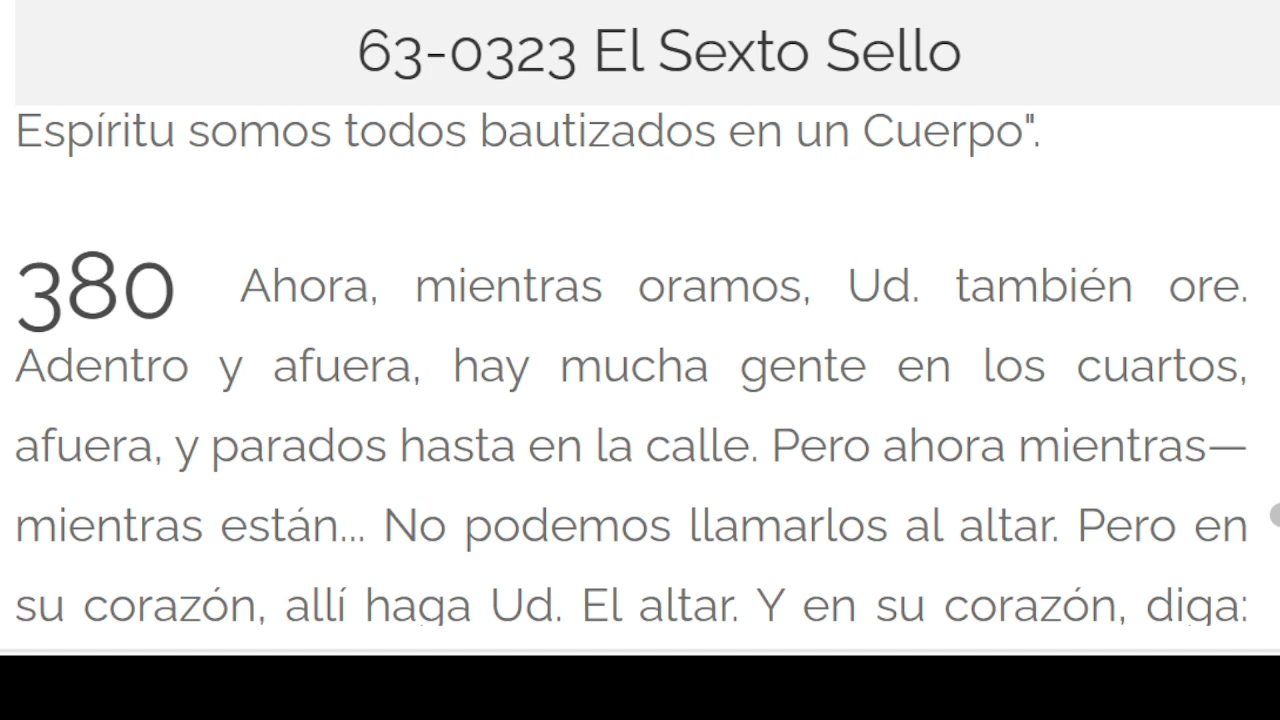 63-0323 El Sexto Sello
Espíritu somos todos bautizados en un Cuerpo".
380 Ahora, mientras oramos, Ud. también ore.
Adentro y afuera, hay mucha gente en los cuartos,
afuera, y parados hasta en la calle. Pero ahora mientras—
mientras están... No podemos llamarlos al altar. Pero en
su corazón, allí haga Ud. El altar. Y en su corazón, diga: